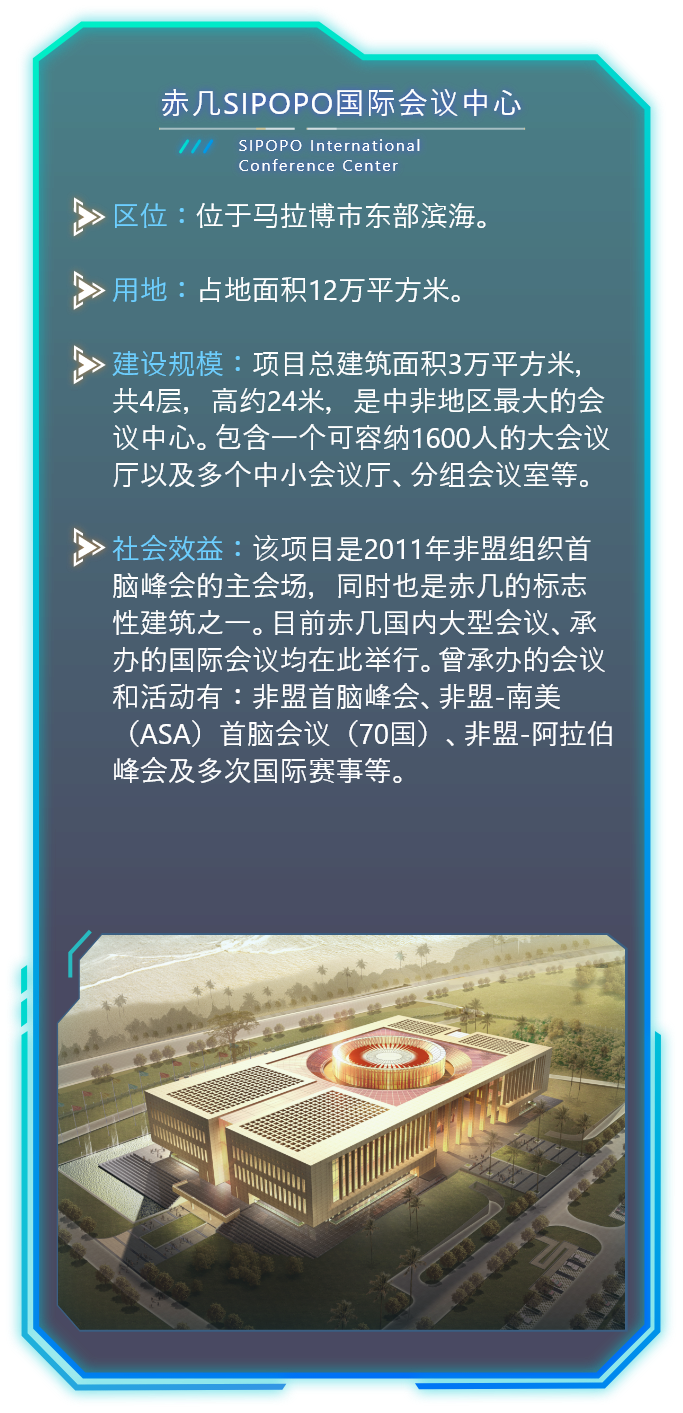 赤几SIPOPO国际会议中心
SIPOPO International
Conference Center
区位：位于马拉博市东部滨海。
用地：占地面积12万平方米。
建设规模：项目总建筑面积3万平方米，
共4层，高约24米，是中非地区最大的会
议中心。包含一个可容纳1600人的大会议
厅以及多个中小会议厅、分组会议室等。
社会效益：该项目是2011年非盟组织首
脑峰会的主会场，同时也是赤几的标志
性建筑之一。目前赤几国内大型会议、承
办的国际会议均在此举行。曾承办的会议
和活动有：非盟首脑峰会、非盟-南美
（ASA）首脑会议（70国）、非盟-阿拉伯
峰会及多次国际赛事等。